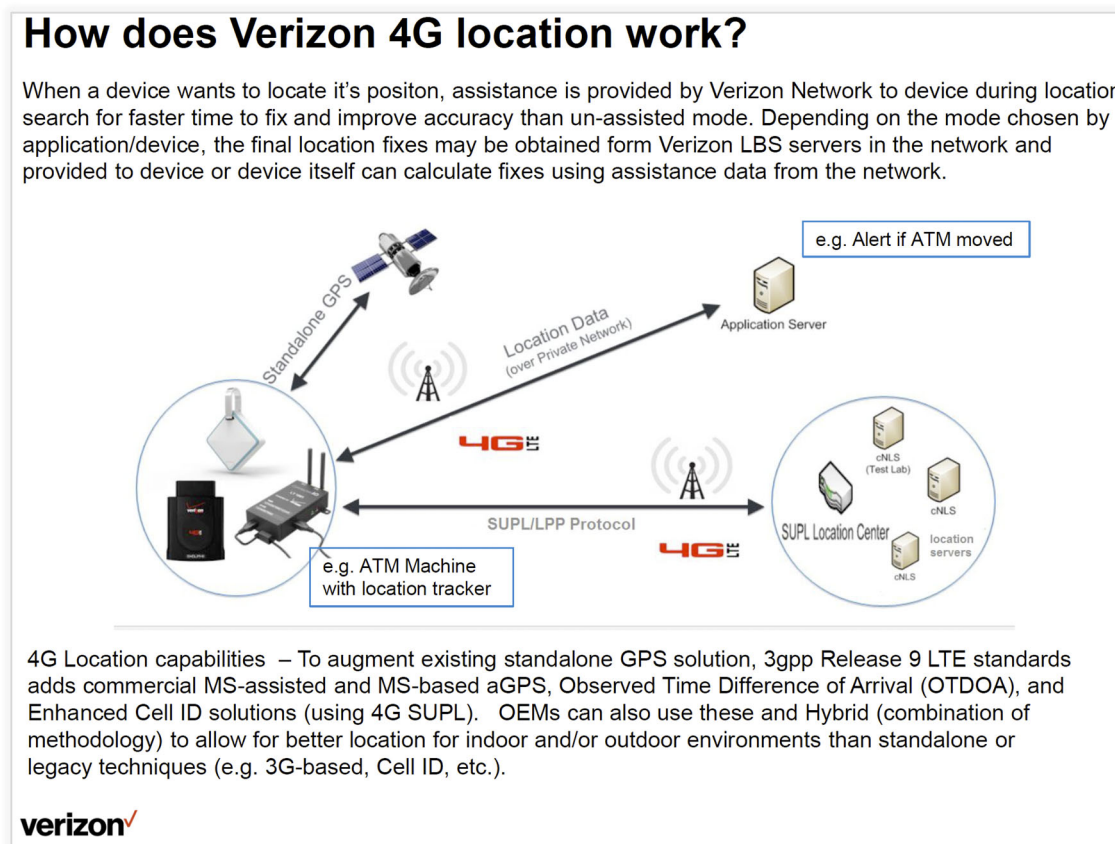 How does Verizon 4G location work?
When a device wants to locate it's positon, assistance is provided by Verizon Network to device during location
search for faster time to fix and improve accuracy than un-assisted mode. Depending on the mode chosen by
application/device, the final location fixes may be obtained form Verizon LBS servers in the network and
provided to device or device itself can calculate fixes using assistance data from the network.
e.g. Alert if ATM moved
Standalone GPS
Location Data
(over Private Network)
Application Server
4G LTE
cNLS
(Test Lab)
cNLS
SUPL/LPP Protocol
SUPL Location Center
location
servers
cNLS
4G LTE
e.g. ATM Machine
with location tracker
4G Location capabilities – To augment existing standalone GPS solution, 3gpp Release 9 LTE standards
adds commercial MS-assisted and MS-based aGPS, Observed Time Difference of Arrival (OTDOA), and
Enhanced Cell ID solutions (using 4G SUPL). OEMs can also use these and Hybrid (combination of
methodology) to allow for better location for indoor and/or outdoor environments than standalone or
legacy techniques (e.g. 3G-based, Cell ID, etc.).
verizon